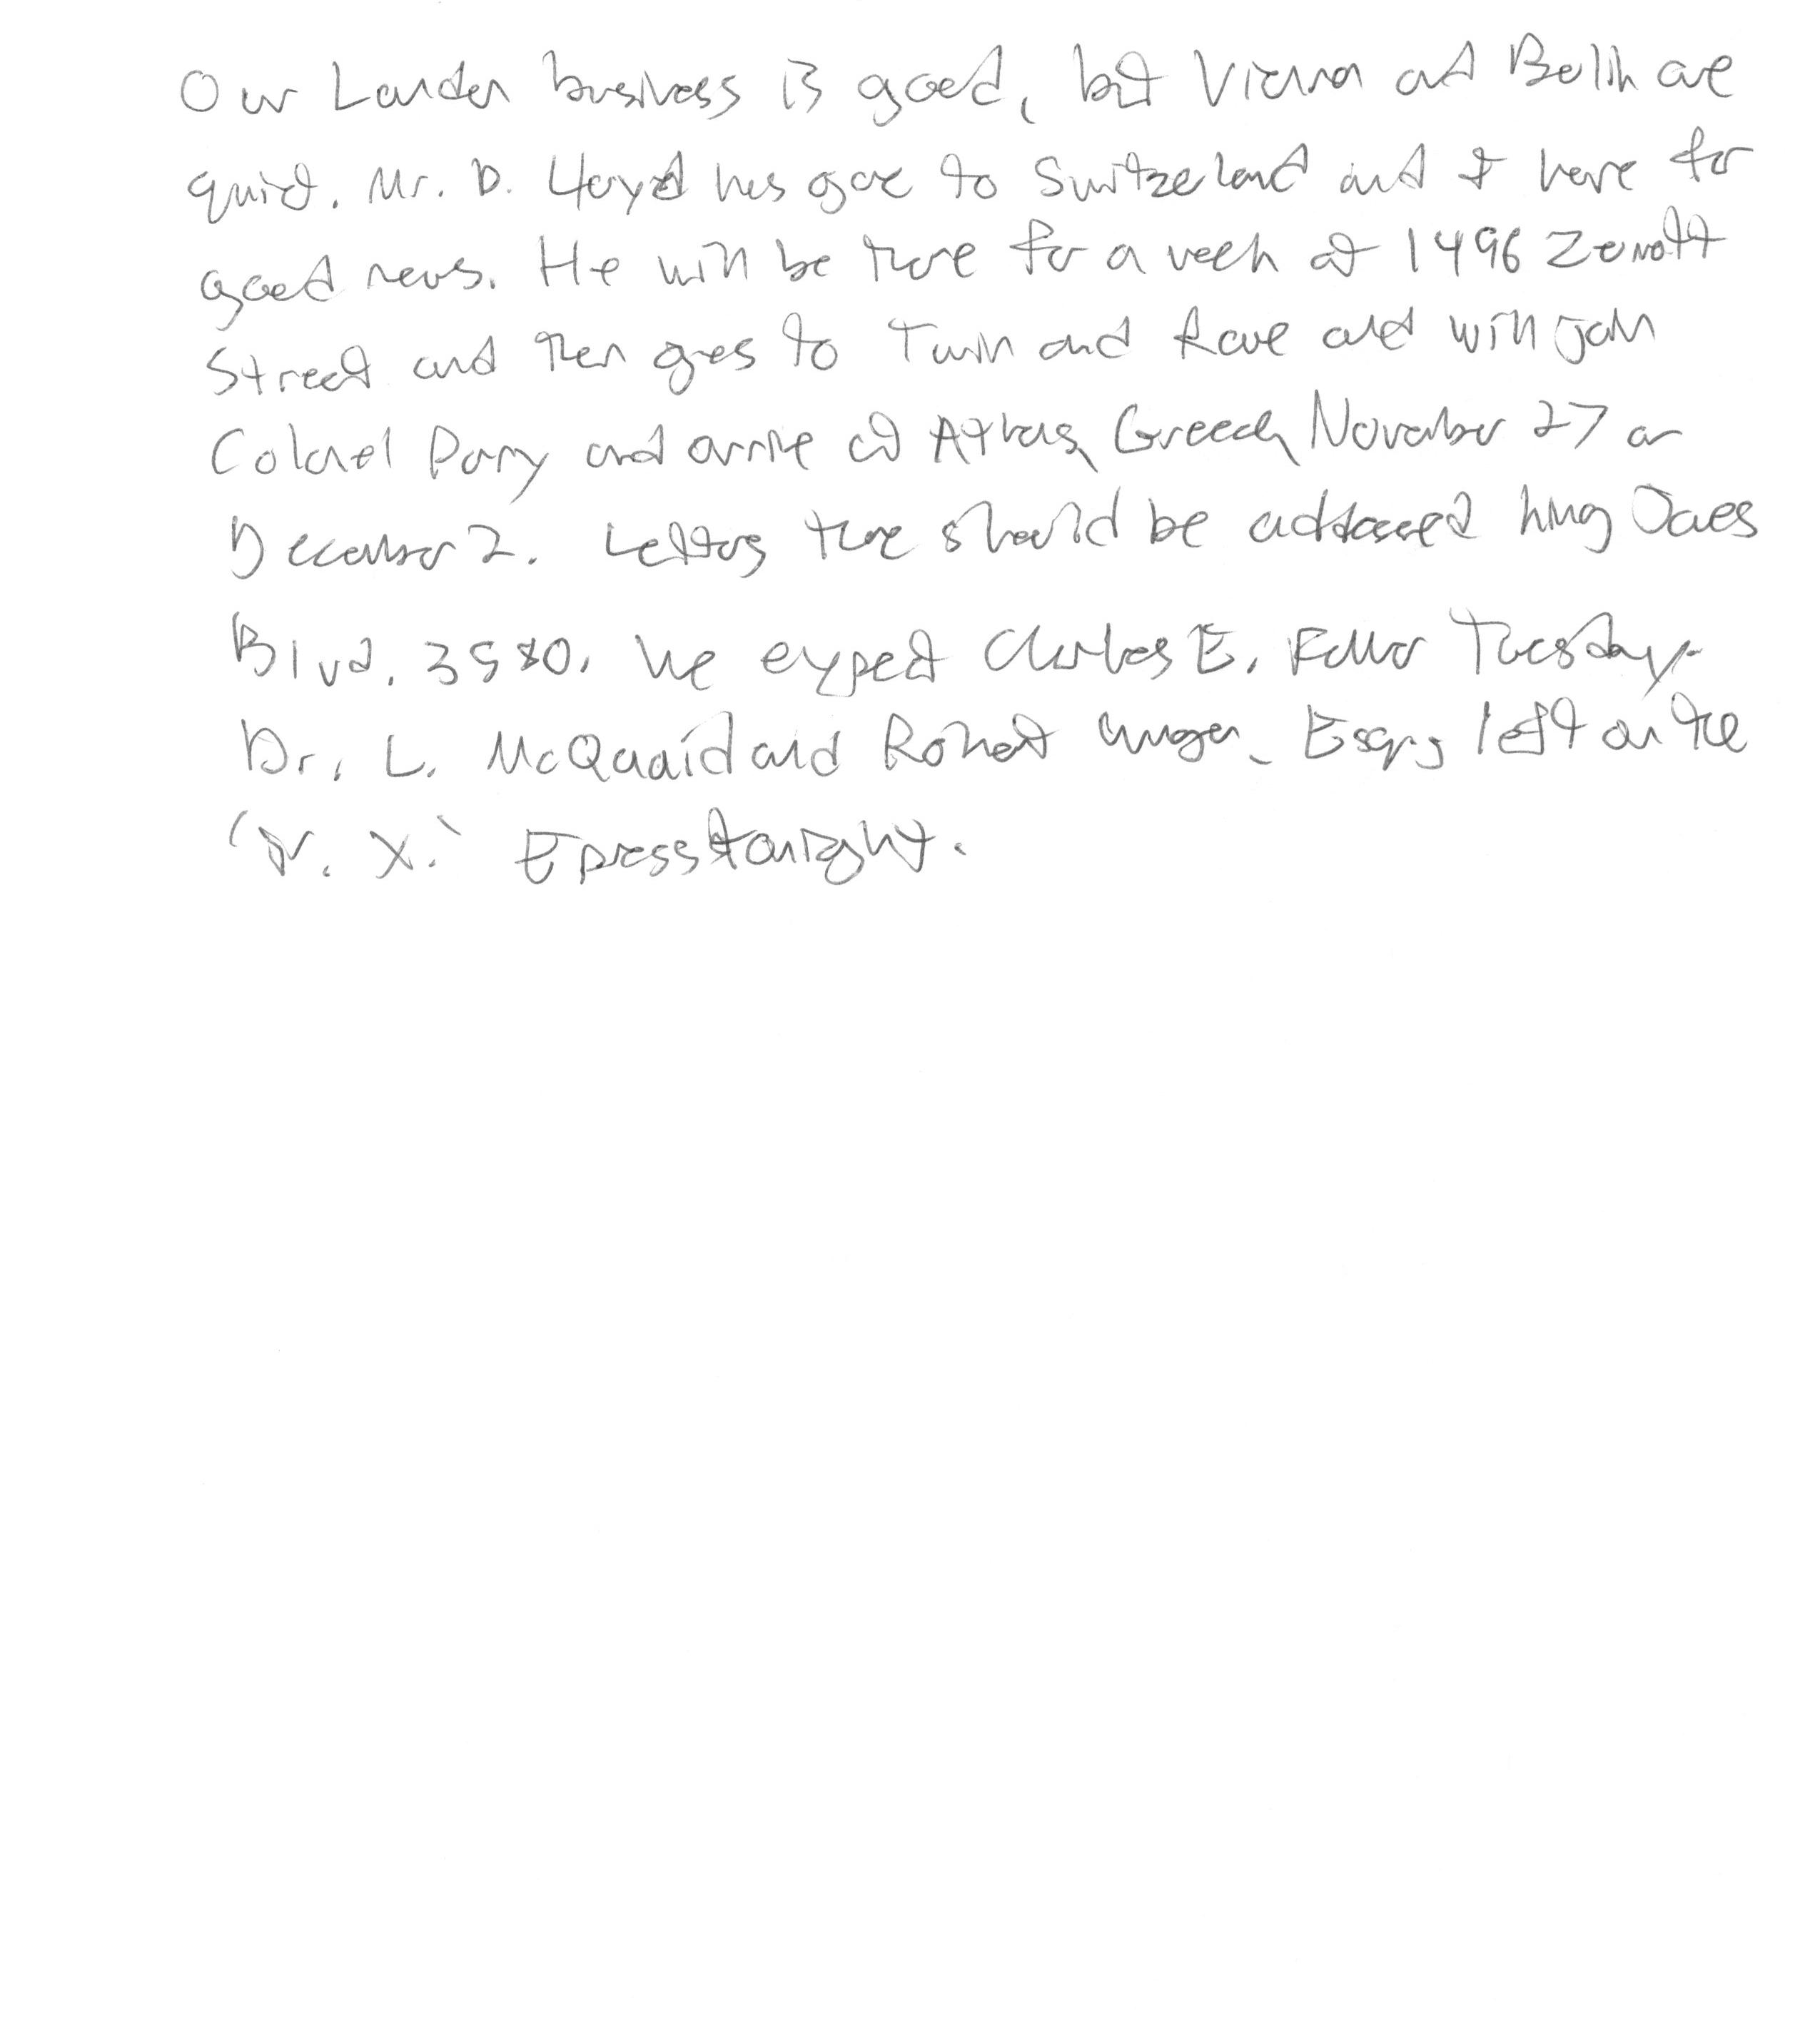 Our London business is good, but Vienna and Berlin are
quiet. Mr. D. Lloyd has gone to Switzerland and I hope for
good news. He will be there for a week at 1496 Zermott
Street and then goes to Turin and Rome and will join
Colonel Parry and arrive at Athens, Greece, November 27 or
December 2. Letters there should be addressed King James
Blvd. 3580. We expect Charles E. Fuller Tuesday.
Dr. L. McQuaid and Robert Unger, Esq., left on the
'Y. X.' Express tonight.